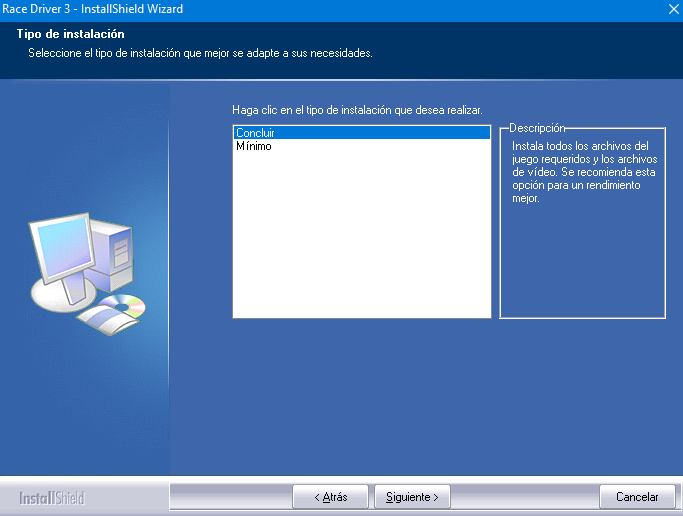 Race Driver 3 - InstallShield Wizard
Tipo de instalación
Seleccione el tipo de instalación que mejor se adapte a sus necesidades.
Haga clic en el tipo de instalación que desea realizar.
Concluir
Mínimo
Descripción
Instala todos los archivos del
juego requeridos y los archivos
de vídeo. Se recomienda esta
opción para un rendimiento
mejor.
InstallShield
< Atrás
Siguiente >
Cancelar